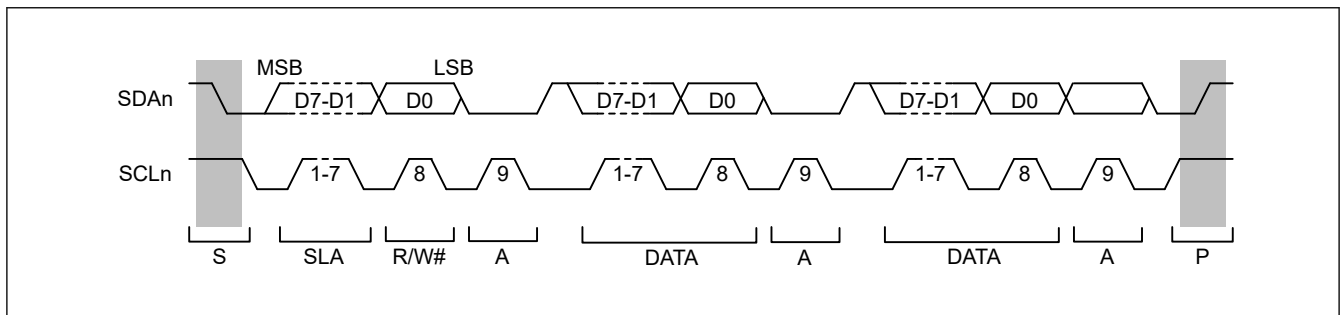 MSB LSB
SDAn D7-D1 D0 D7-D1 D0 D7-D1 D0
SCLn 1-7 8 9 1-7 8 9 1-7 8 9
S SLA R/W# A DATA A DATA A P